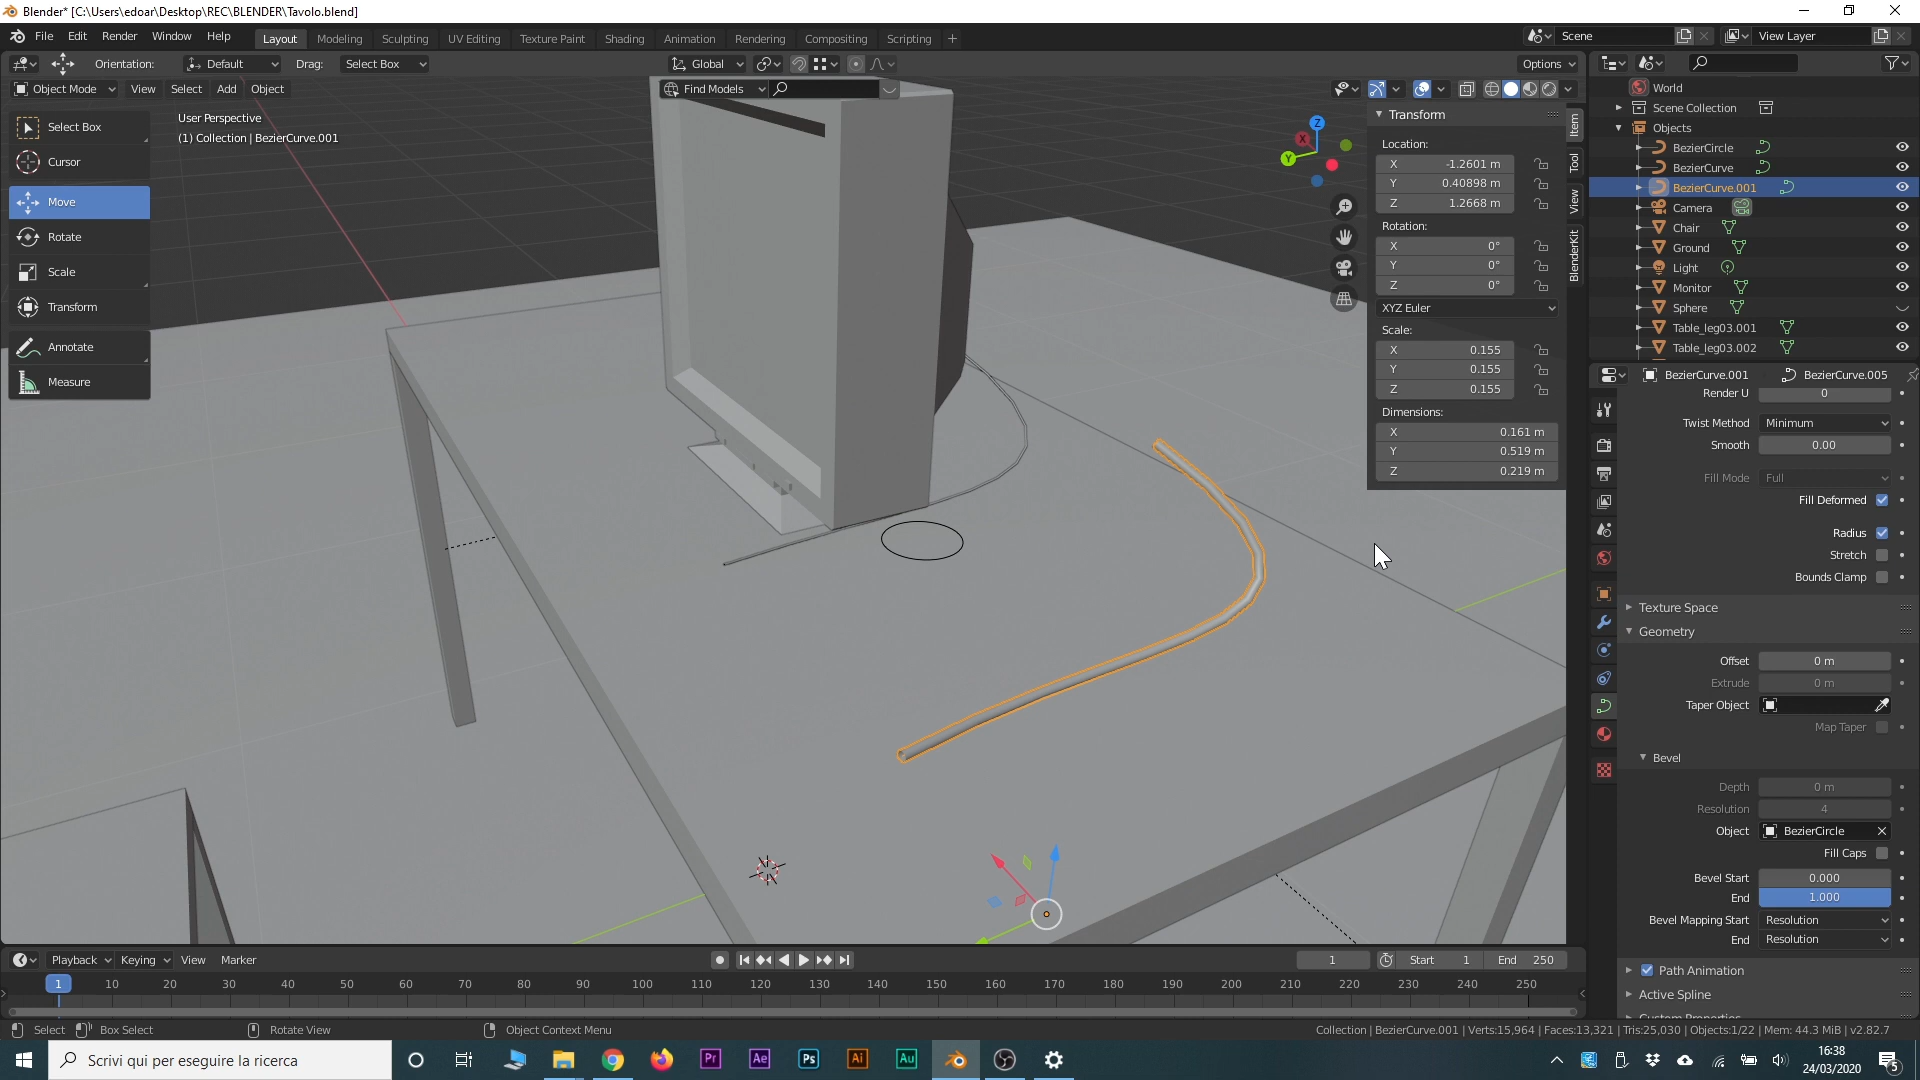 Blender* [C:\Users\edoar\Desktop\REC\BLENDER\Tavolo.blend]
File Edit Render Window Help
Layout Modeling Sculpting UV Editing Texture Paint Shading Animation Rendering Compositing Scripting +
Scene
View Layer
Orientation: Default Drag: Select Box
Global
Options
Object Mode View Select Add Object
Find Models
User Perspective
(1) Collection | BezierCurve.001
Select Box
Cursor
Move
Rotate
Scale
Transform
Annotate
Measure
Z
X
Y
Transform
Location:
X -1.2601 m
Y 0.40898 m
Z 1.2668 m
Rotation:
X 0°
Y 0°
Z 0°
XYZ Euler
Scale:
X 0.155
Y 0.155
Z 0.155
Dimensions:
X 0.161 m
Y 0.519 m
Z 0.219 m
Item
Tool
View
BlenderKit
World
Scene Collection
Objects
BezierCircle
BezierCurve
BezierCurve.001
Camera
Chair
Ground
Light
Monitor
Sphere
Table_leg03.001
Table_leg03.002
BezierCurve.001 BezierCurve.005
Render U 0
Twist Method Minimum
Smooth 0.00
Fill Mode Full
Fill Deformed
Radius
Stretch
Bounds Clamp
Texture Space
Geometry
Offset 0 m
Extrude 0 m
Taper Object
Map Taper
Bevel
Depth 0 m
Resolution 4
Object BezierCircle
Fill Caps
Bevel Start 0.000
End 1.000
Bevel Mapping Start Resolution
End Resolution
Path Animation
Active Spline
Custom Properties
Playback Keying View Marker
1 Start 1 End 250
1 10 20 30 40 50 60 70 80 90 100 110 120 130 140 150 160 170 180 190 200 210 220 230 240 250
Select Box Select Rotate View Object Context Menu
Collection | BezierCurve.001 | Verts:15,964 | Faces:13,321 | Tris:25,030 | Objects:1/22 | Mem: 44.3 MiB | v2.82.7
Scrivi qui per eseguire la ricerca
Pr Ae Ps Ai Au
16:38
24/03/2020
5